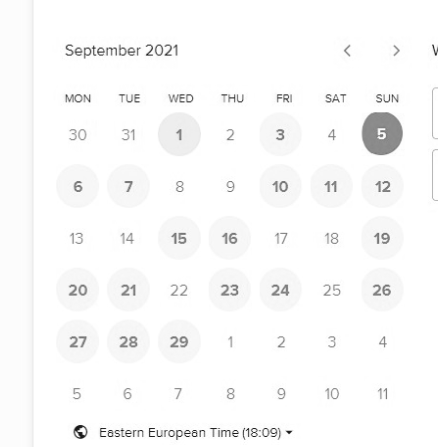 September 2021 < >
MON TUE WED THU FRI SAT SUN
30 31 1 2 3 4 5
6 7 8 9 10 11 12
13 14 15 16 17 18 19
20 21 22 23 24 25 26
27 28 29 1 2 3 4
5 6 7 8 9 10 11
Eastern European Time (18:09)